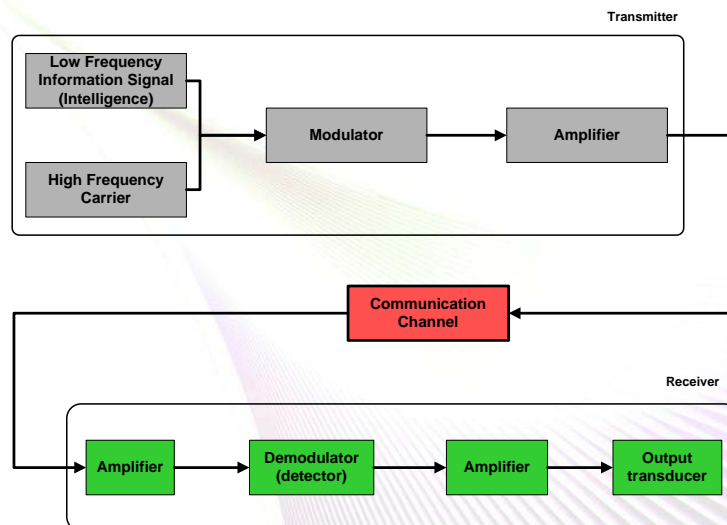 Transmitter
Low Frequency
Information Signal
(Intelligence)
Modulator
Amplifier
High Frequency
Carrier
Communication
Channel
Receiver
Amplifier
Demodulator
(detector)
Amplifier
Output
transducer